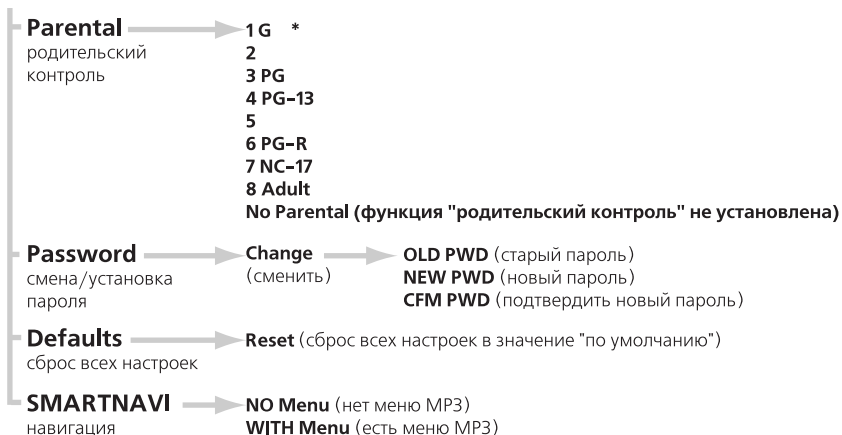 Parental
родительский
контроль
1 G *
2
3 PG
4 PG-13
5
6 PG-R
7 NC-17
8 Adult
No Parental (функция "родительский контроль" не установлена)
Password
смена/установка
пароля
Change
(сменить)
OLD PWD (старый пароль)
NEW PWD (новый пароль)
CFM PWD (подтвердить новый пароль)
Defaults
сброс всех настроек
Reset (сброс всех настроек в значение "по умолчанию")
SMARTNAVI
навигация
NO Menu (нет меню MP3)
WITH Menu (есть меню MP3)